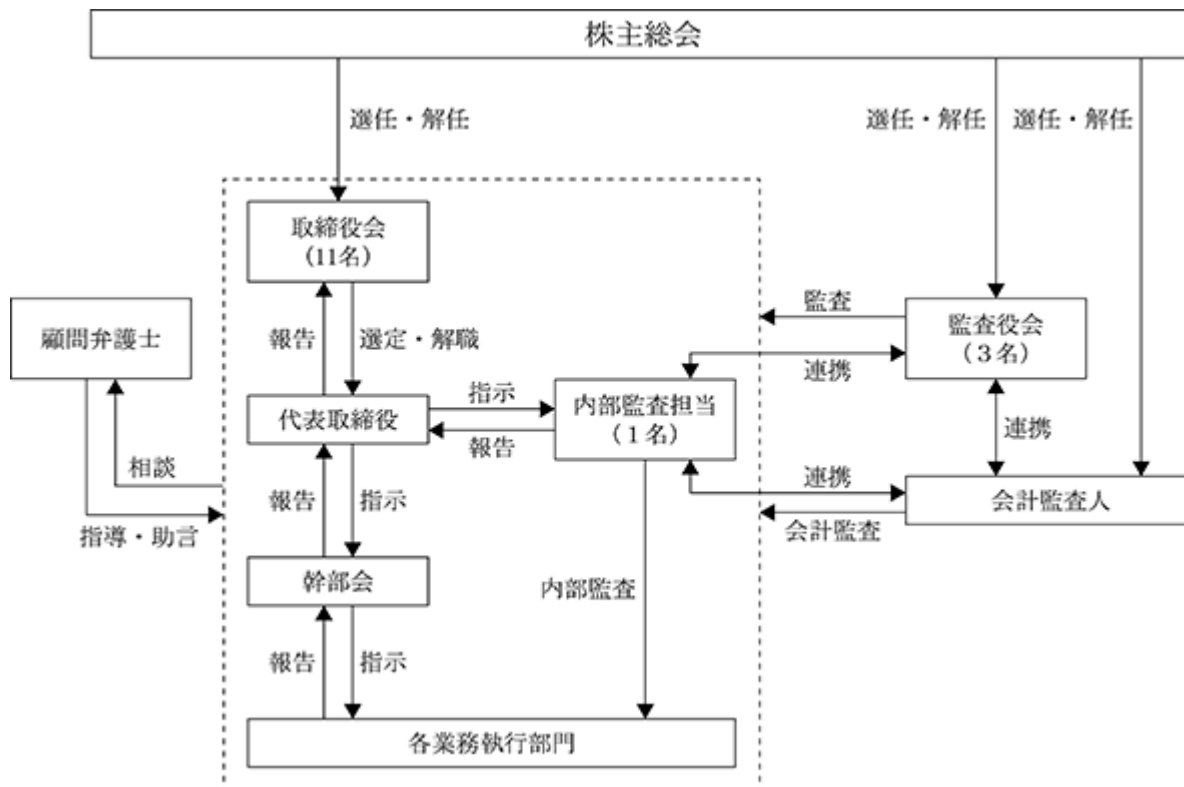 株主総会
選任・解任
選任・解任
選任・解任
取締役会
(11名)
監査
監査役会
(3名)
顧問弁護士
報告
選定・解職
連携
指示
内部監査担当
(1名)
代表取締役
報告
連携
相談
報告
指示
連携
会計監査人
指導・助言
会計監査
幹部会
内部監査
報告
指示
各業務執行部門